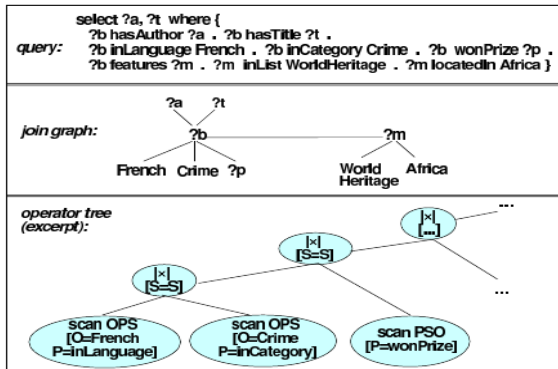 select ?a, ?t where {
query: ?b hasAuthor ?a . ?b hasTitle ?t .
?b inLanguage French . ?b inCategory Crime . ?b wonPrize ?p .
?b features ?m . ?m inList WorldHeritage . ?m locatedIn Africa }
?a ?t
join graph: ?b ?m
French Crime ?p World Heritage Africa
operator tree (excerpt):
...
|×| [...]
|×| [S=S]
|×| [S=S]
...
scan OPS [O=French P=inLanguage]
scan OPS [O=Crime P=inCategory]
scan PSO [P=wonPrize]